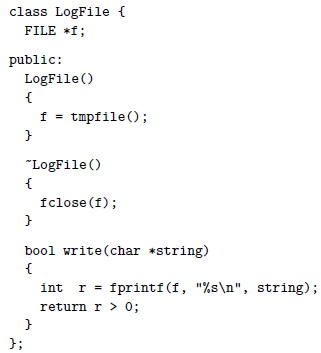 class LogFile {
  FILE *f;

public:
  LogFile()
  {
    f = tmpfile();
  }

  ~LogFile()
  {
    fclose(f);
  }

  bool write(char *string)
  {
    int  r = fprintf(f, "%s\n", string);
    return r > 0;
  }
};